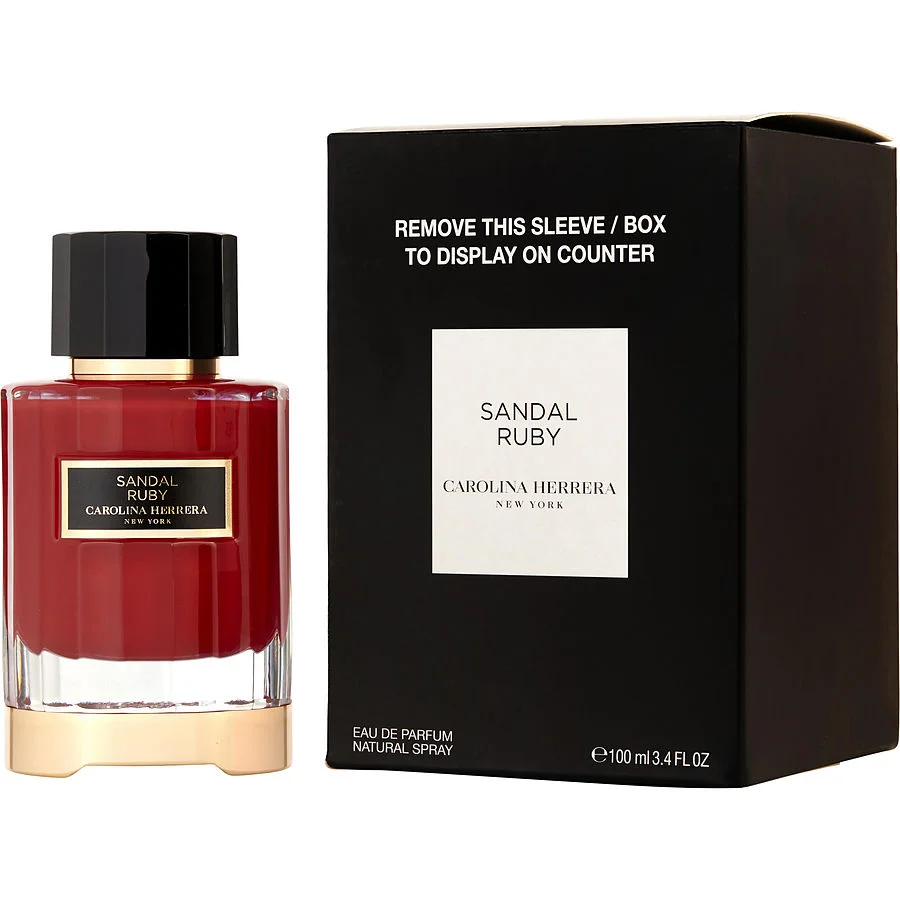 SANDAL
RUBY
CAROLINA HERRERA
NEW YORK
REMOVE THIS SLEEVE / BOX
TO DISPLAY ON COUNTER
SANDAL
RUBY
CAROLINA HERRERA
NEW YORK
EAU DE PARFUM
NATURAL SPRAY
℮100 ml 3.4 FL OZ